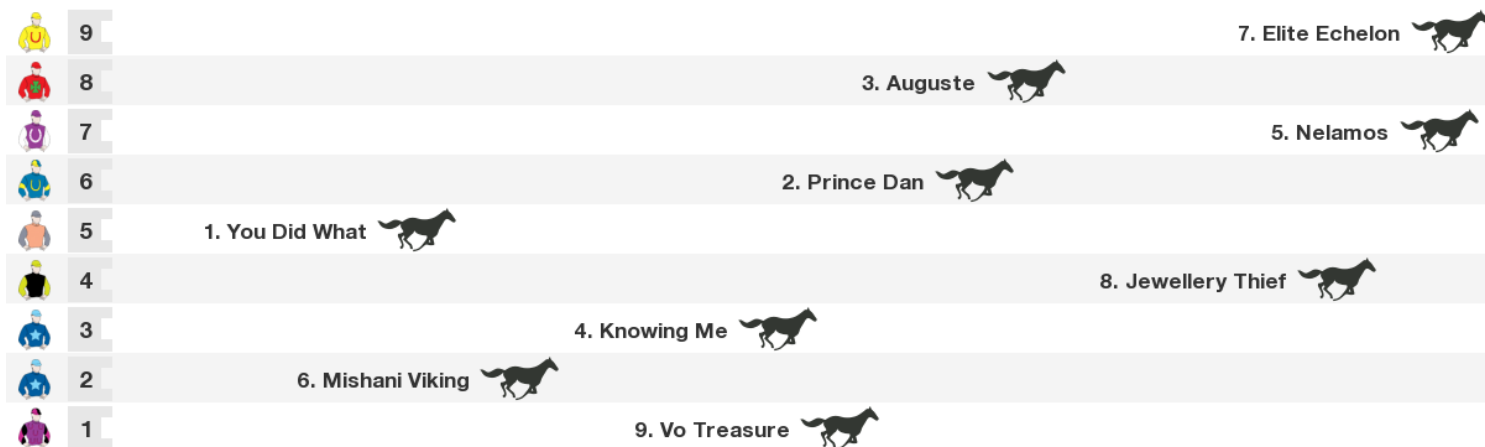 9 7. Elite Echelon
8 3. Auguste
7 5. Nelamos
6 2. Prince Dan
5 1. You Did What
4 8. Jewellery Thief
3 4. Knowing Me
2 6. Mishani Viking
1 9. Vo Treasure